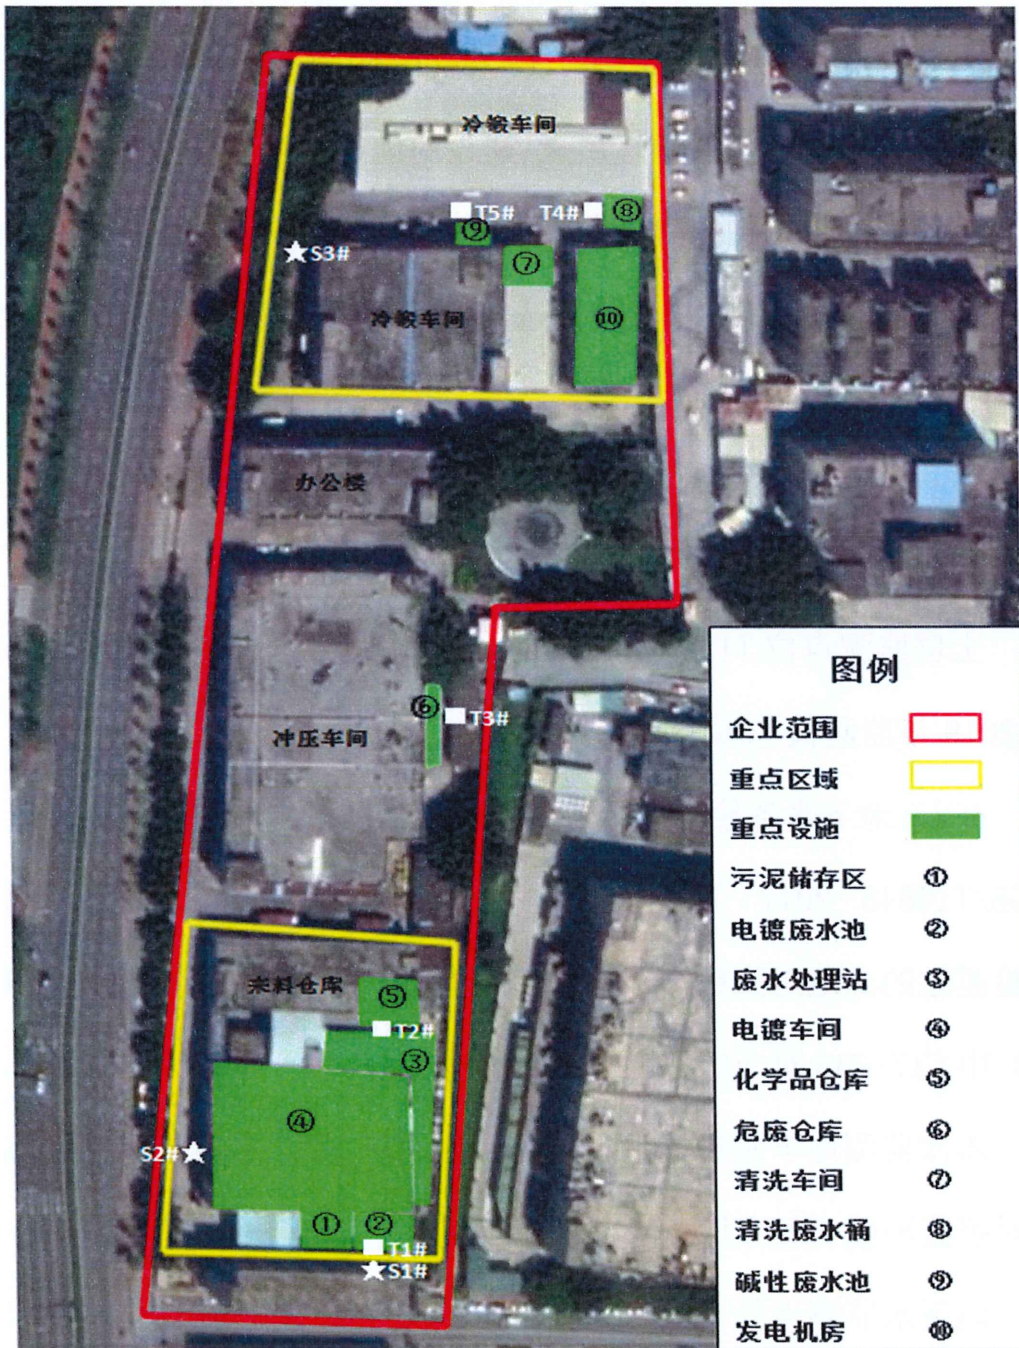 冷锻车间
T5#
T4#
⑧
⑨
S3#
⑦
冷锻车间
⑩
办公楼
⑥
T3#
冲压车间
来料仓库
⑤
T2#
③
④
S2#
①
②
T1#
S1#
图例
企业范围
重点区域
重点设施
污泥储存区 ①
电镀废水池 ②
废水处理站 ③
电镀车间 ④
化学品仓库 ⑤
危废仓库 ⑥
清洗车间 ⑦
清洗废水桶 ⑧
碱性废水池 ⑨
发电机房 ⑩